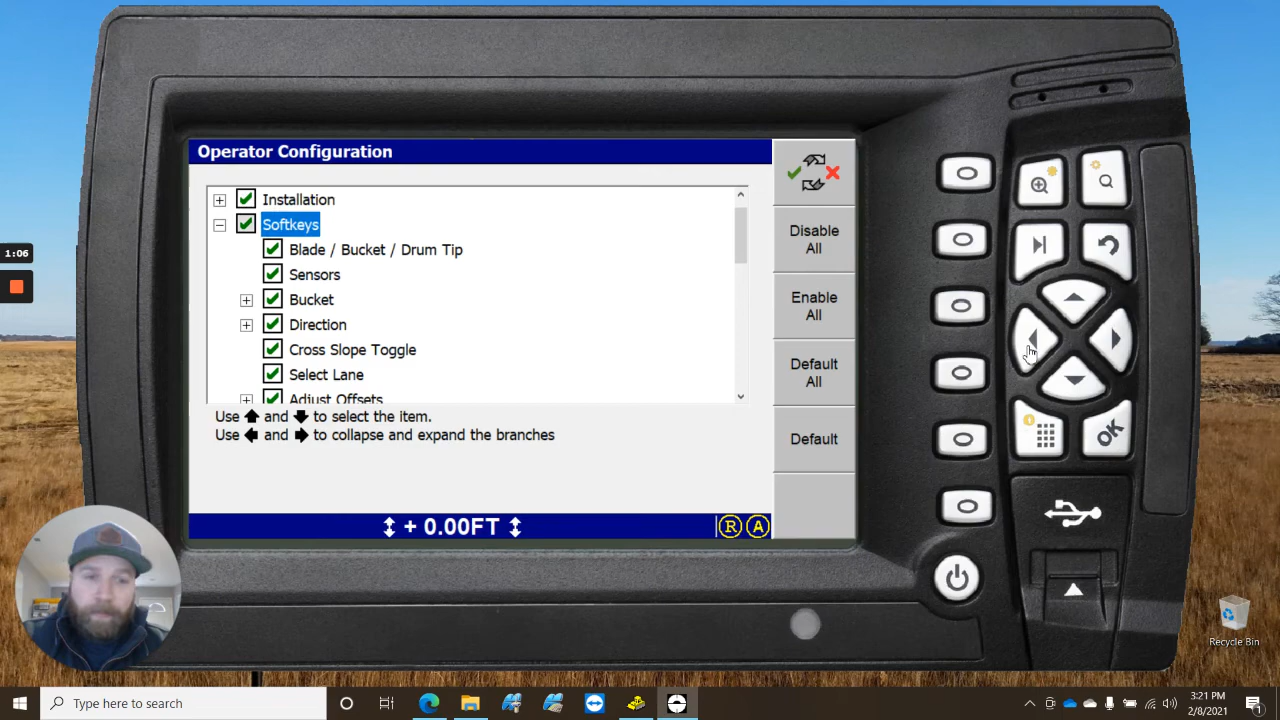 1:06
Operator Configuration
Installation
Softkeys
Blade / Bucket / Drum Tip
Sensors
Bucket
Direction
Cross Slope Toggle
Select Lane
Adjust Offsets
Use and to select the item.
Use and to collapse and expand the branches
+ 0.00FT
R A
Disable
All
Enable
All
Default
All
Default
OK
Recycle Bin
Type here to search
3:21 PM
2/8/2021
1